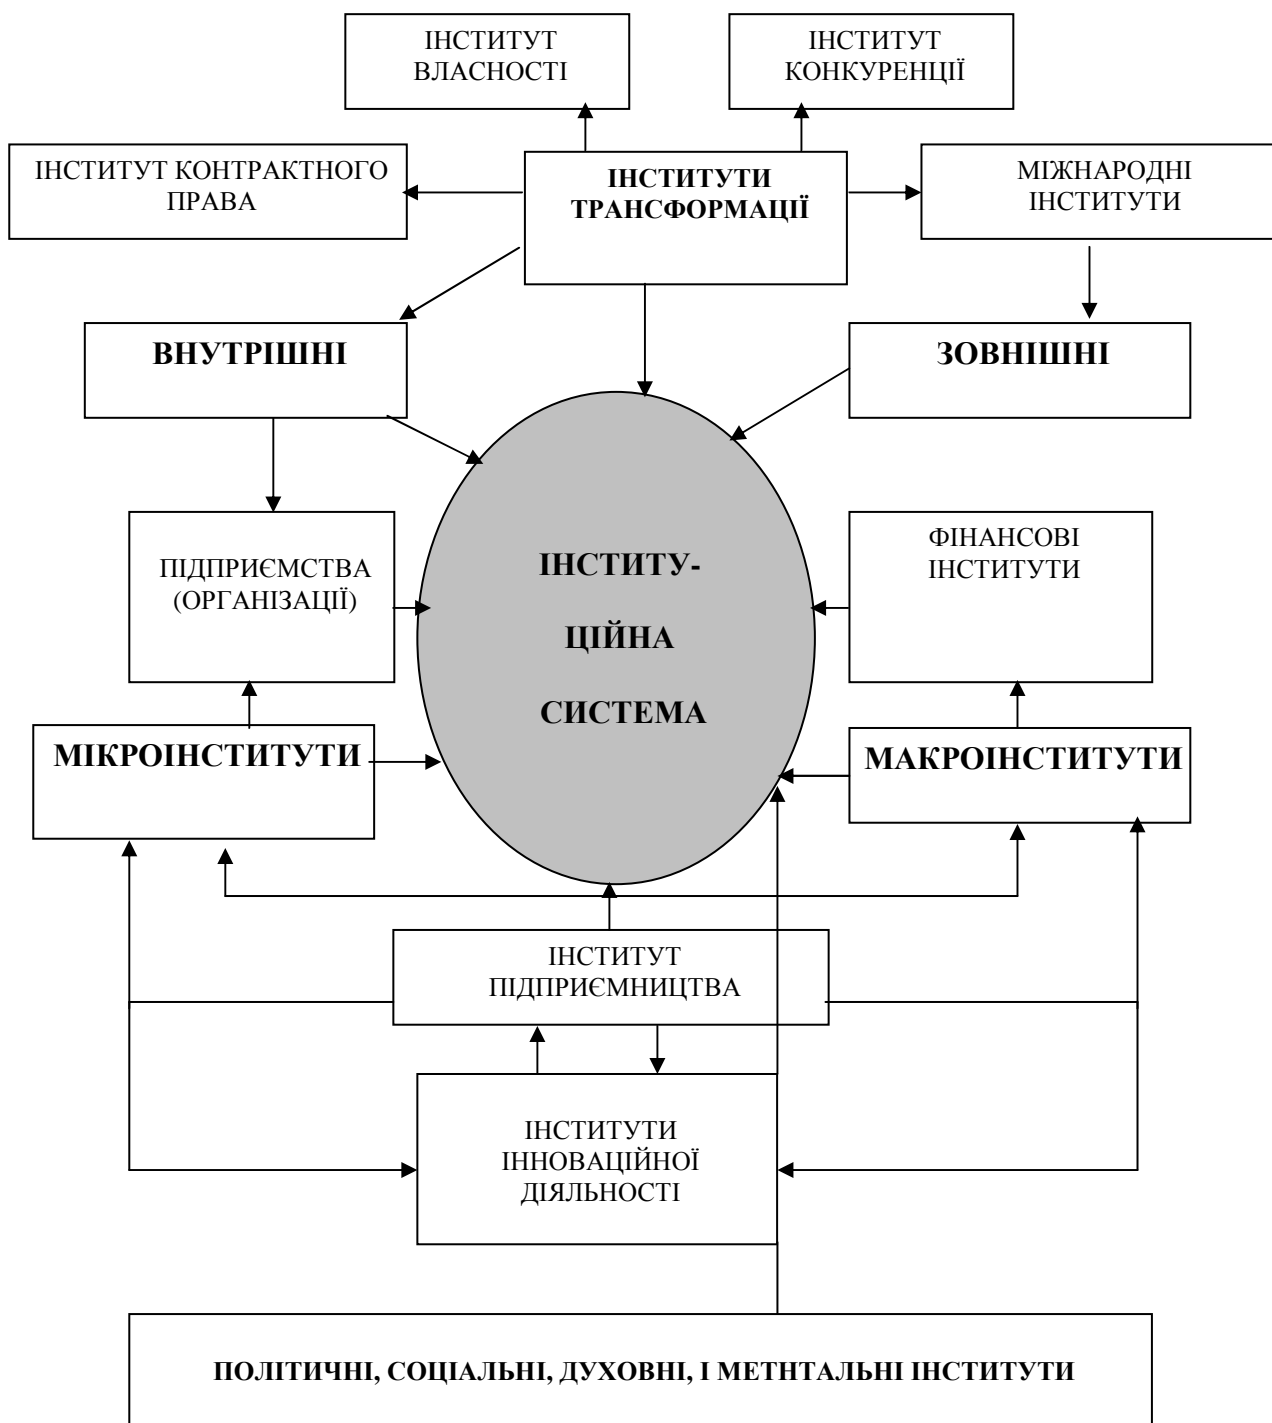 ІНСТИТУТ
ВЛАСНОСТІ
ІНСТИТУТ
КОНКУРЕНЦІЇ
ІНСТИТУТ КОНТРАКТНОГО
ПРАВА
ІНСТИТУТИ
ТРАНСФОРМАЦІЇ
МІЖНАРОДНІ
ІНСТИТУТИ
ВНУТРІШНІ
ЗОВНІШНІ
ПІДПРИЄМСТВА
(ОРГАНІЗАЦІЇ)
ІНСТИТУ-
ЦІЙНА
СИСТЕМА
ФІНАНСОВІ
ІНСТИТУТИ
МІКРОІНСТИТУТИ
МАКРОІНСТИТУТИ
ІНСТИТУТ
ПІДПРИЄМНИЦТВА
ІНСТИТУТИ
ІННОВАЦІЙНОЇ
ДІЯЛЬНОСТІ
ПОЛІТИЧНІ, СОЦІАЛЬНІ, ДУХОВНІ, І МЕТНТАЛЬНІ ІНСТИТУТИ